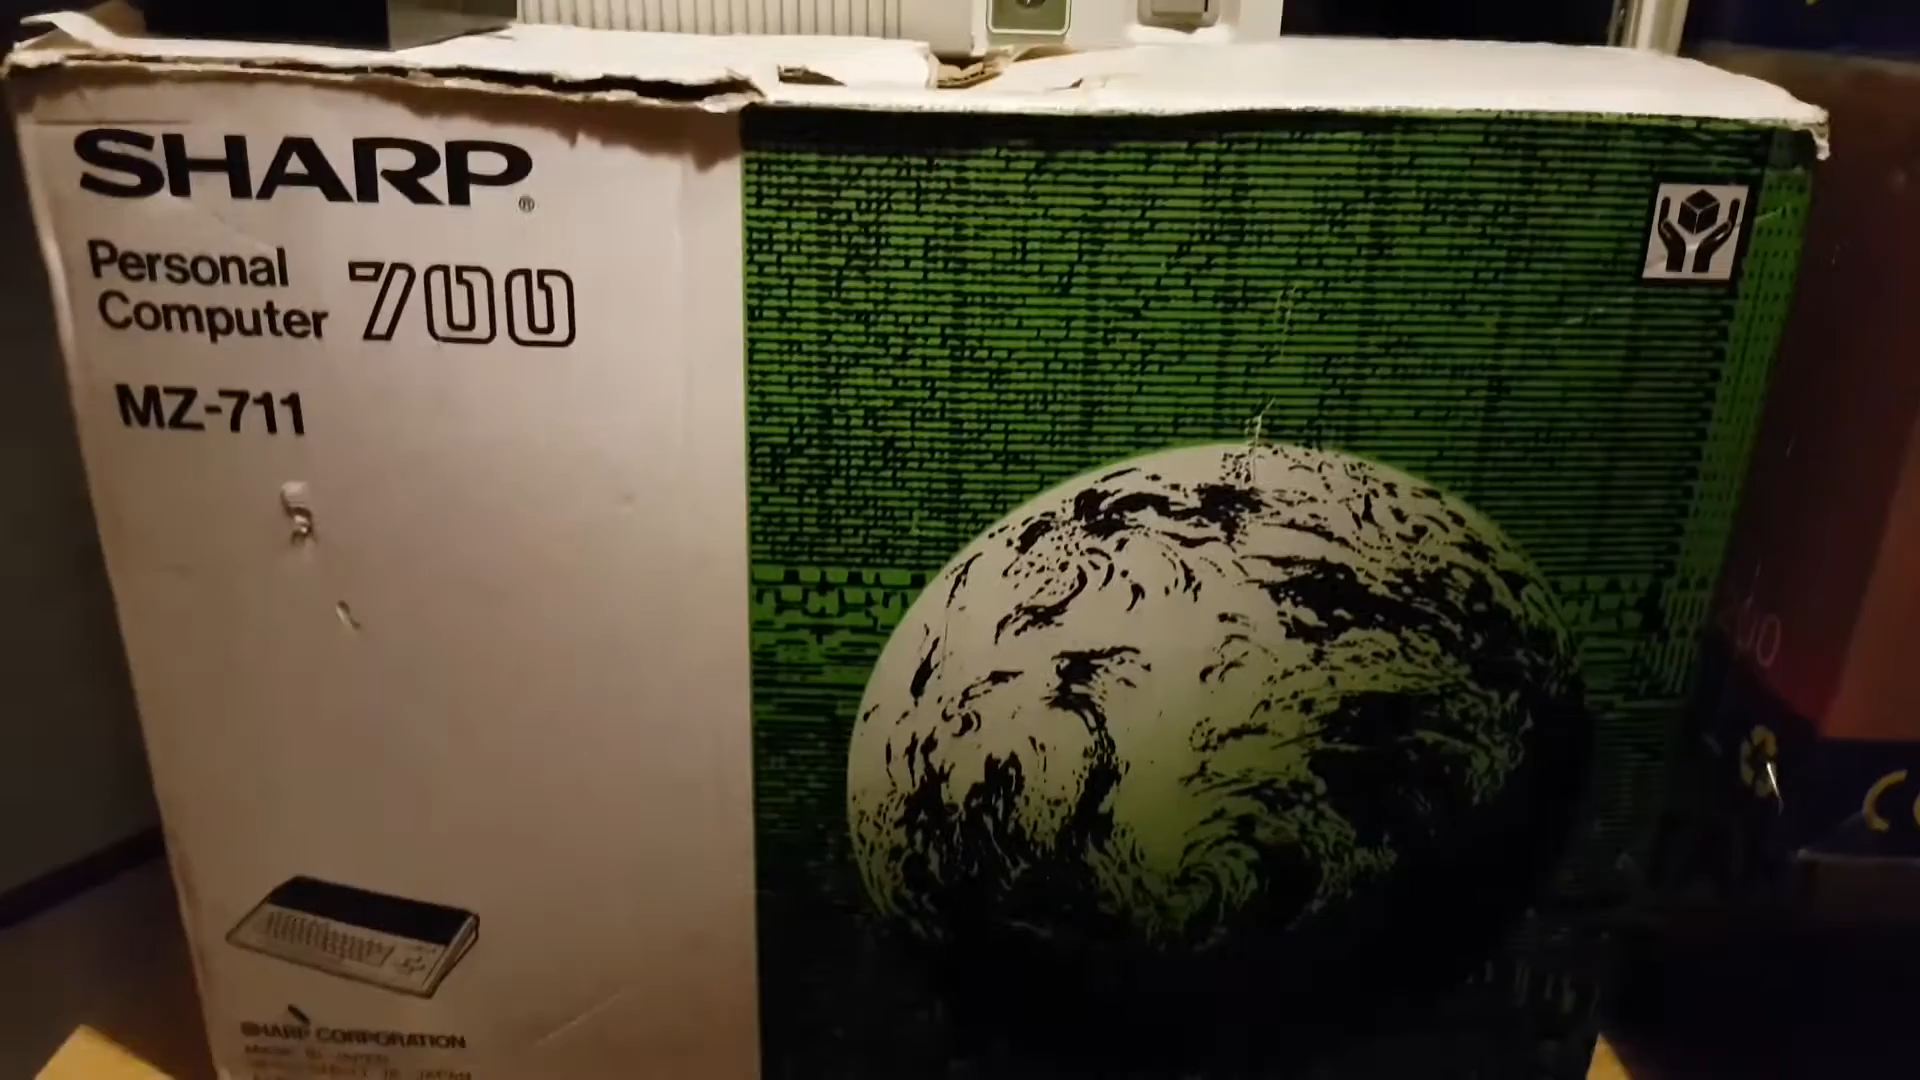 SHARP®
Personal
Computer 700
MZ-711
SHARP CORPORATION